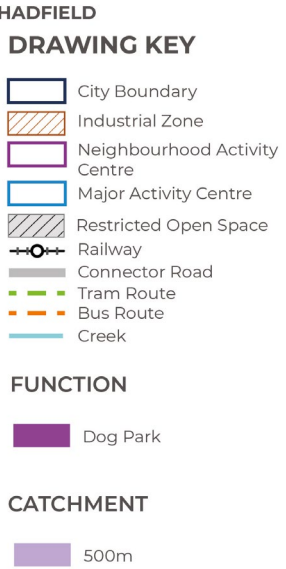 HADFIELD
DRAWING KEY
City Boundary
Industrial Zone
Neighbourhood Activity
Centre
Major Activity Centre
Restricted Open Space
Railway
Connector Road
Tram Route
Bus Route
Creek
FUNCTION
Dog Park
CATCHMENT
500m